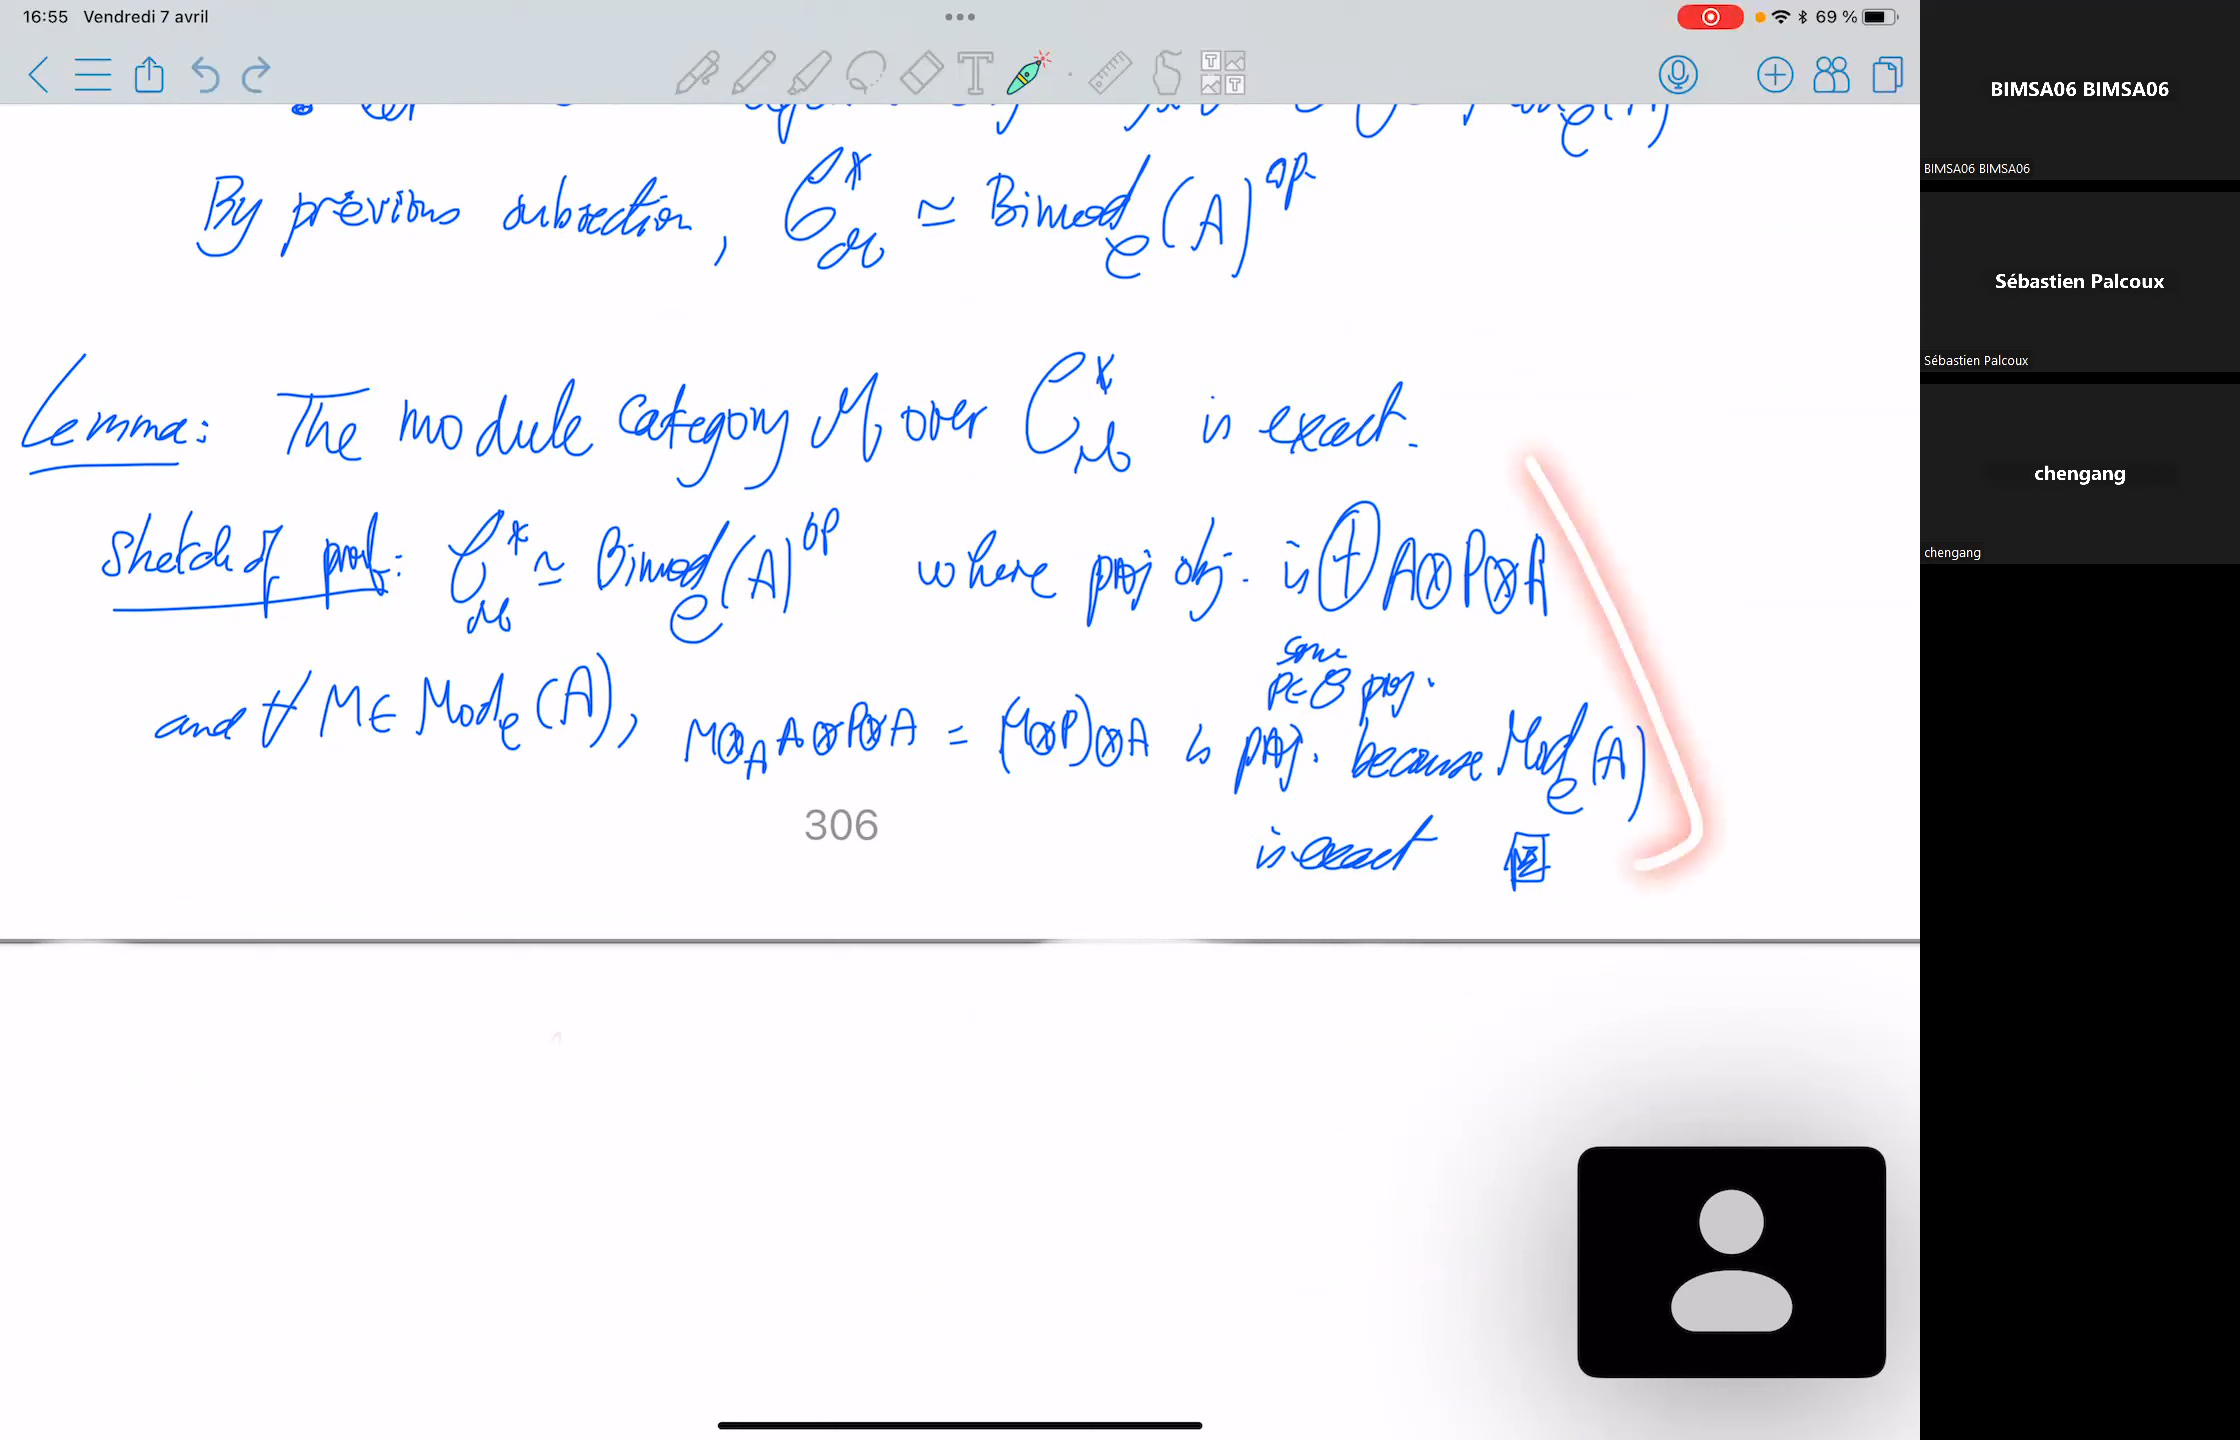 16:55 Vendredi 7 avril
69 %
By previous subsection, C*_M ≃ Bimod_C(A)^op
Lemma: The module category M over C*_M is exact.
Sketch of proof: C*_M ≃ Bimod_C(A)^op where proj obj. is ⊕ A⊗P⊗A
some
P∈C proj.
and ∀ M ∈ Mod_C(A), M⊗_A A⊗P⊗A = (M⊗P)⊗A is proj. because Mod_C(A)
is exact
306
BIMSA06 BIMSA06
BIMSA06 BIMSA06
Sébastien Palcoux
Sébastien Palcoux
chengang
chengang